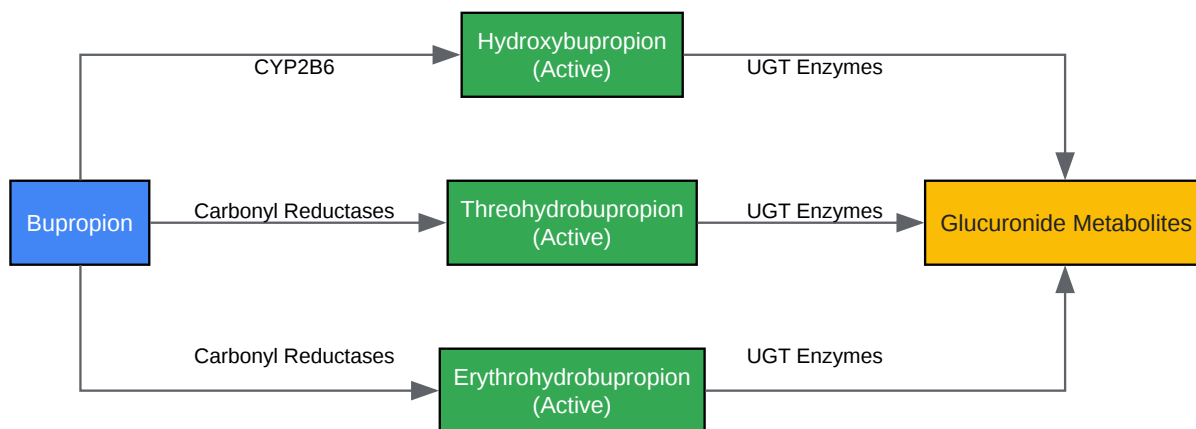 Hydroxybupropion
(Active)
CYP2B6
UGT Enzymes
Bupropion
Carbonyl Reductases
Threohydrobupropion
(Active)
UGT Enzymes
Glucuronide Metabolites
Carbonyl Reductases
Erythrohydrobupropion
(Active)
UGT Enzymes